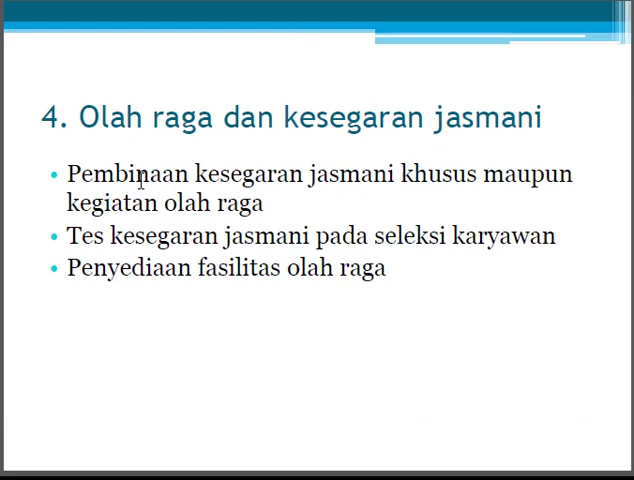 4. Olah raga dan kesegaran jasmani
• Pembinaan kesegaran jasmani khusus maupun
kegiatan olah raga
• Tes kesegaran jasmani pada seleksi karyawan
• Penyediaan fasilitas olah raga